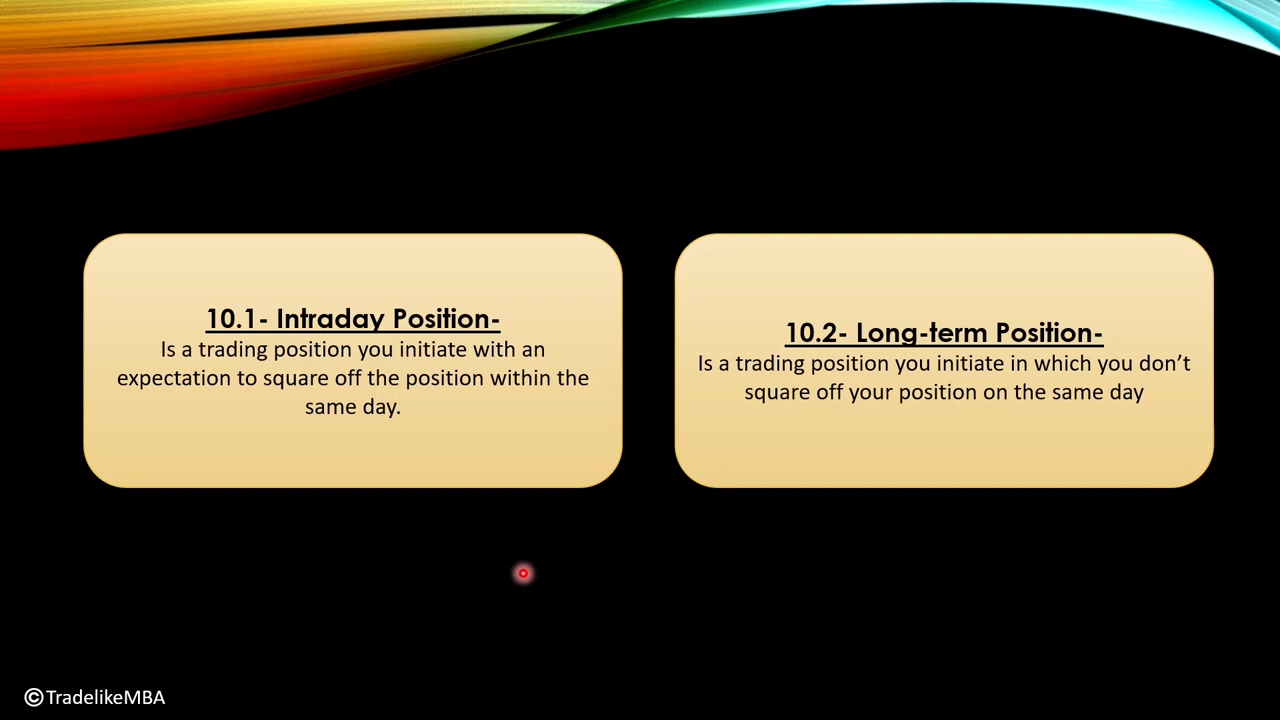 10.1- Intraday Position-
Is a trading position you initiate with an
expectation to square off the position within the
same day.
10.2- Long-term Position-
Is a trading position you initiate in which you don’t
square off your position on the same day
©TradelikeMBA